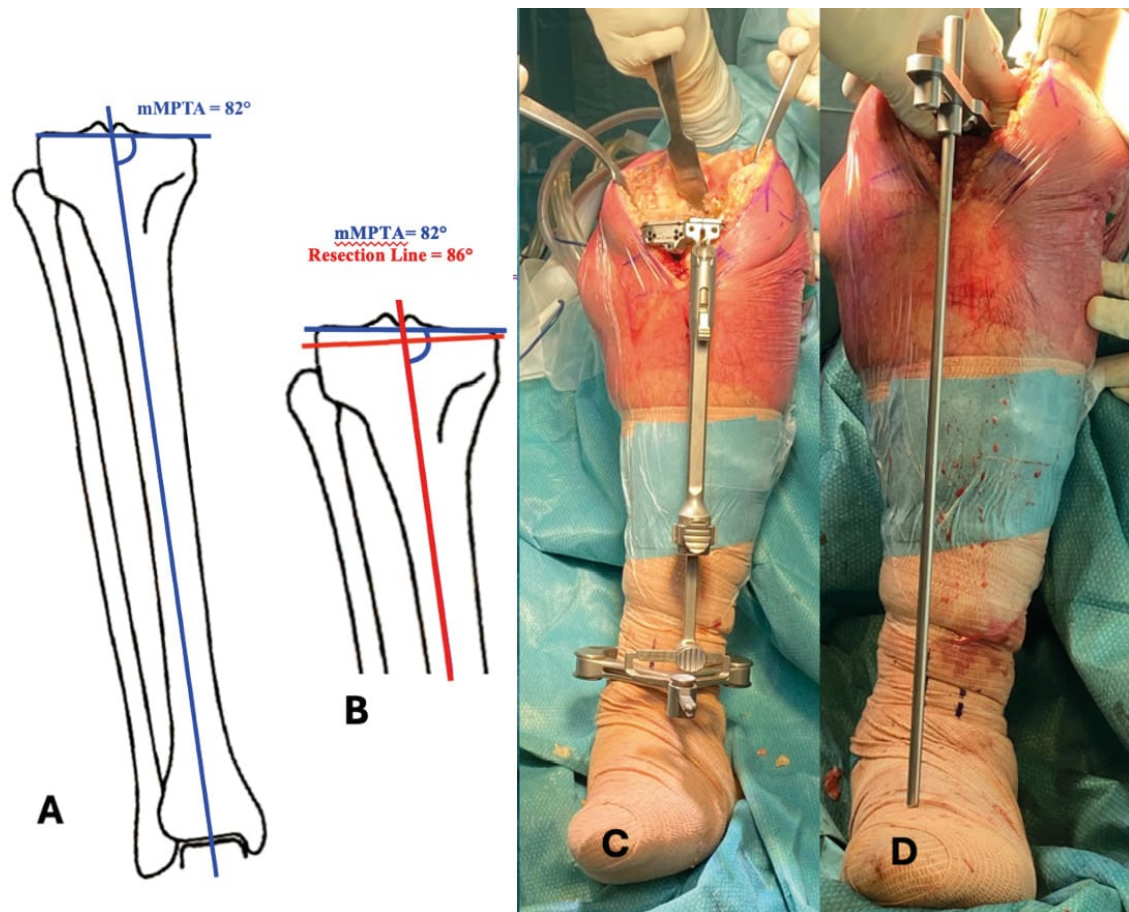 mMPTA = 82°
mMPTA= 82°
Resection Line = 86°
A
B
C
D